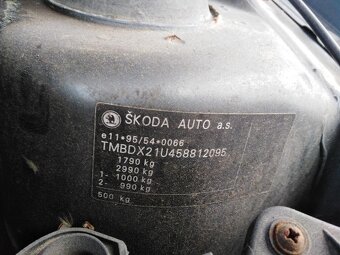 ŠKODA AUTO a.s.
e11*95/54*0066
TMBDX21U458812095
1790 kg
2990 kg
1- 1000 kg
2- 990 kg
500 kg